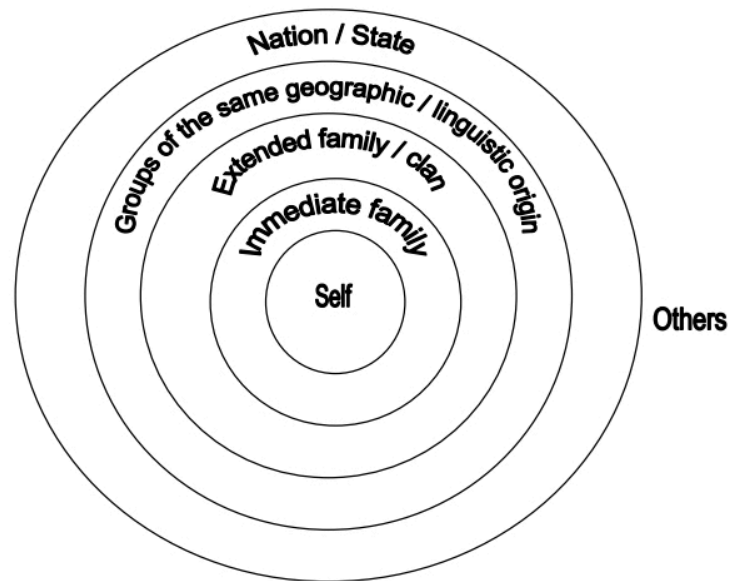 Nation / State
Groups of the same geographic / linguistic origin
Extended family / clan
Immediate family
Self
Others